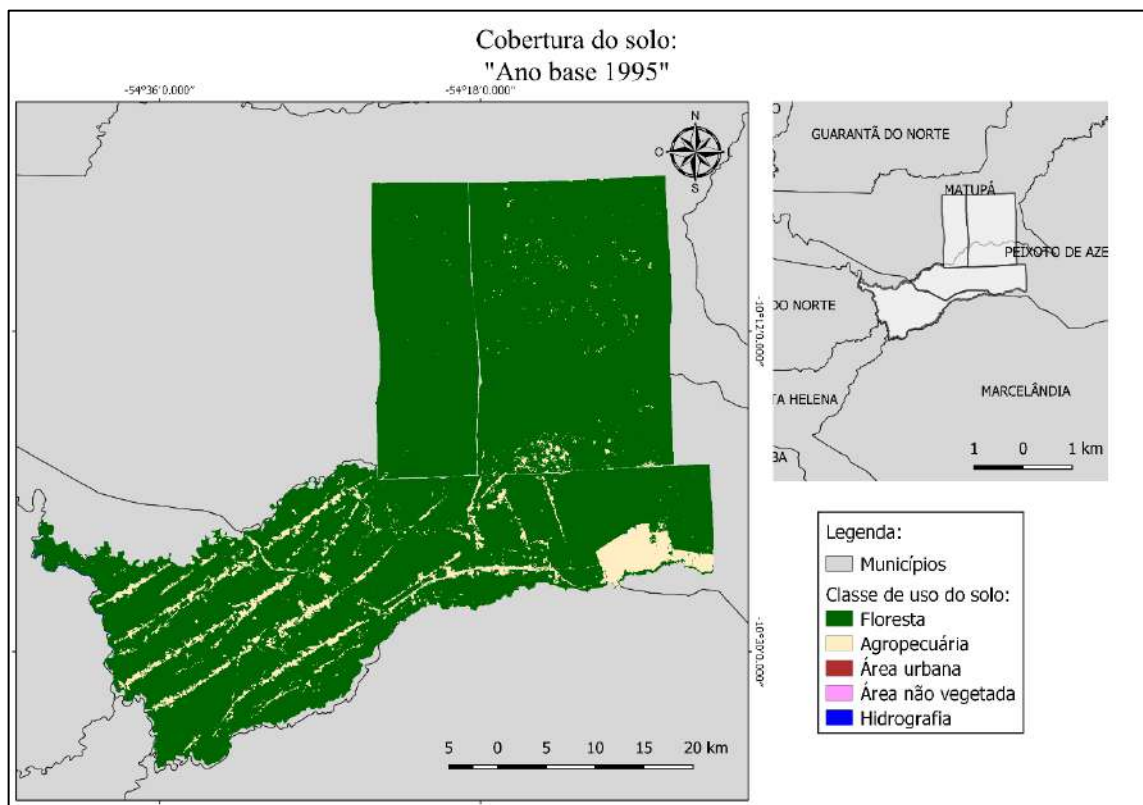 Cobertura do solo:
"Ano base 1995"
-54°36'0.000"
-54°18'0.000"
N
O
S
-10°12'0.000"
-10°30'0.000"
5 0 5 10 15 20 km
GUARANTÃ DO NORTE
MATUPÁ
PEIXOTO DE AZE
DO NORTE
TA HELENA
MARCELÂNDIA
BA
1 0 1 km
Legenda:
Municípios
Classe de uso do solo:
Floresta
Agropecuária
Área urbana
Área não vegetada
Hidrografia